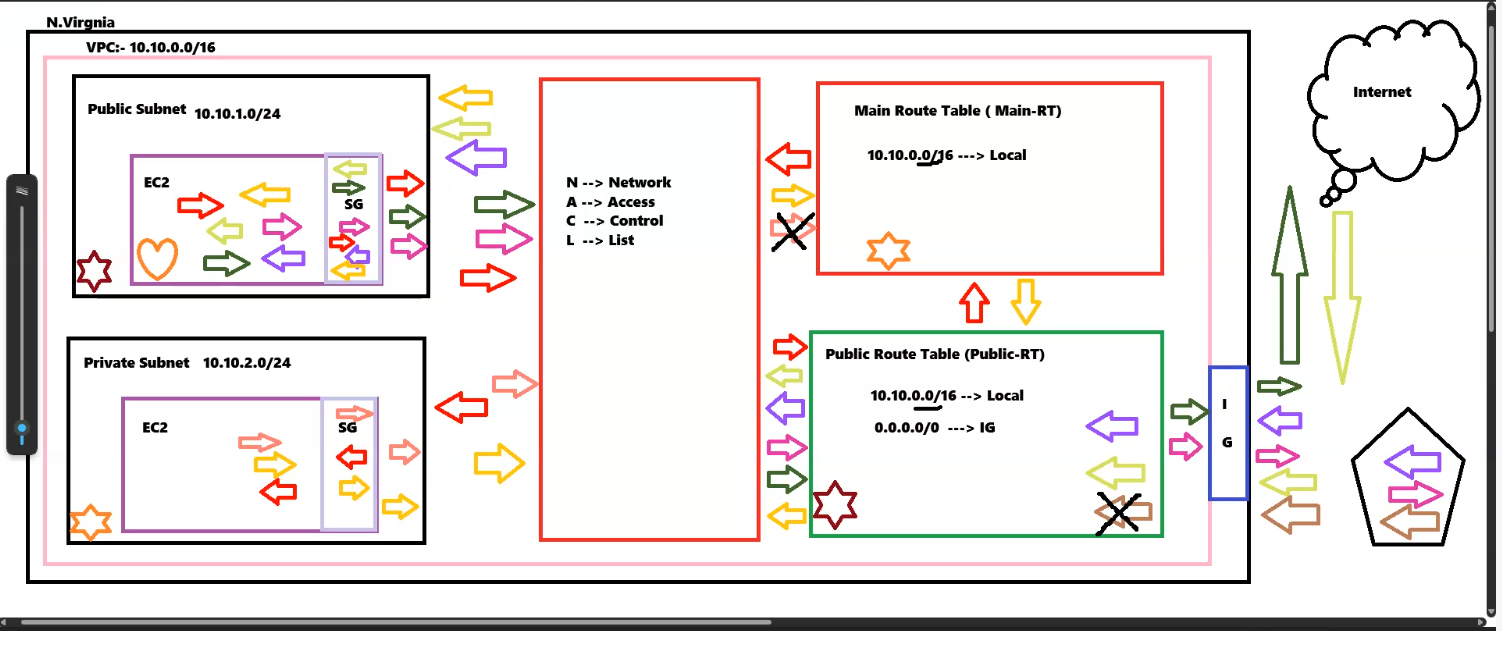 N.Virgnia
VPC:- 10.10.0.0/16
Public Subnet 10.10.1.0/24
EC2
SG
Private Subnet 10.10.2.0/24
EC2
SG
N --> Network
A --> Access
C --> Control
L --> List
Main Route Table ( Main-RT)
10.10.0.0/16 ---> Local
Public Route Table (Public-RT)
10.10.0.0/16 --> Local
0.0.0.0/0 ---> IG
I
G
Internet